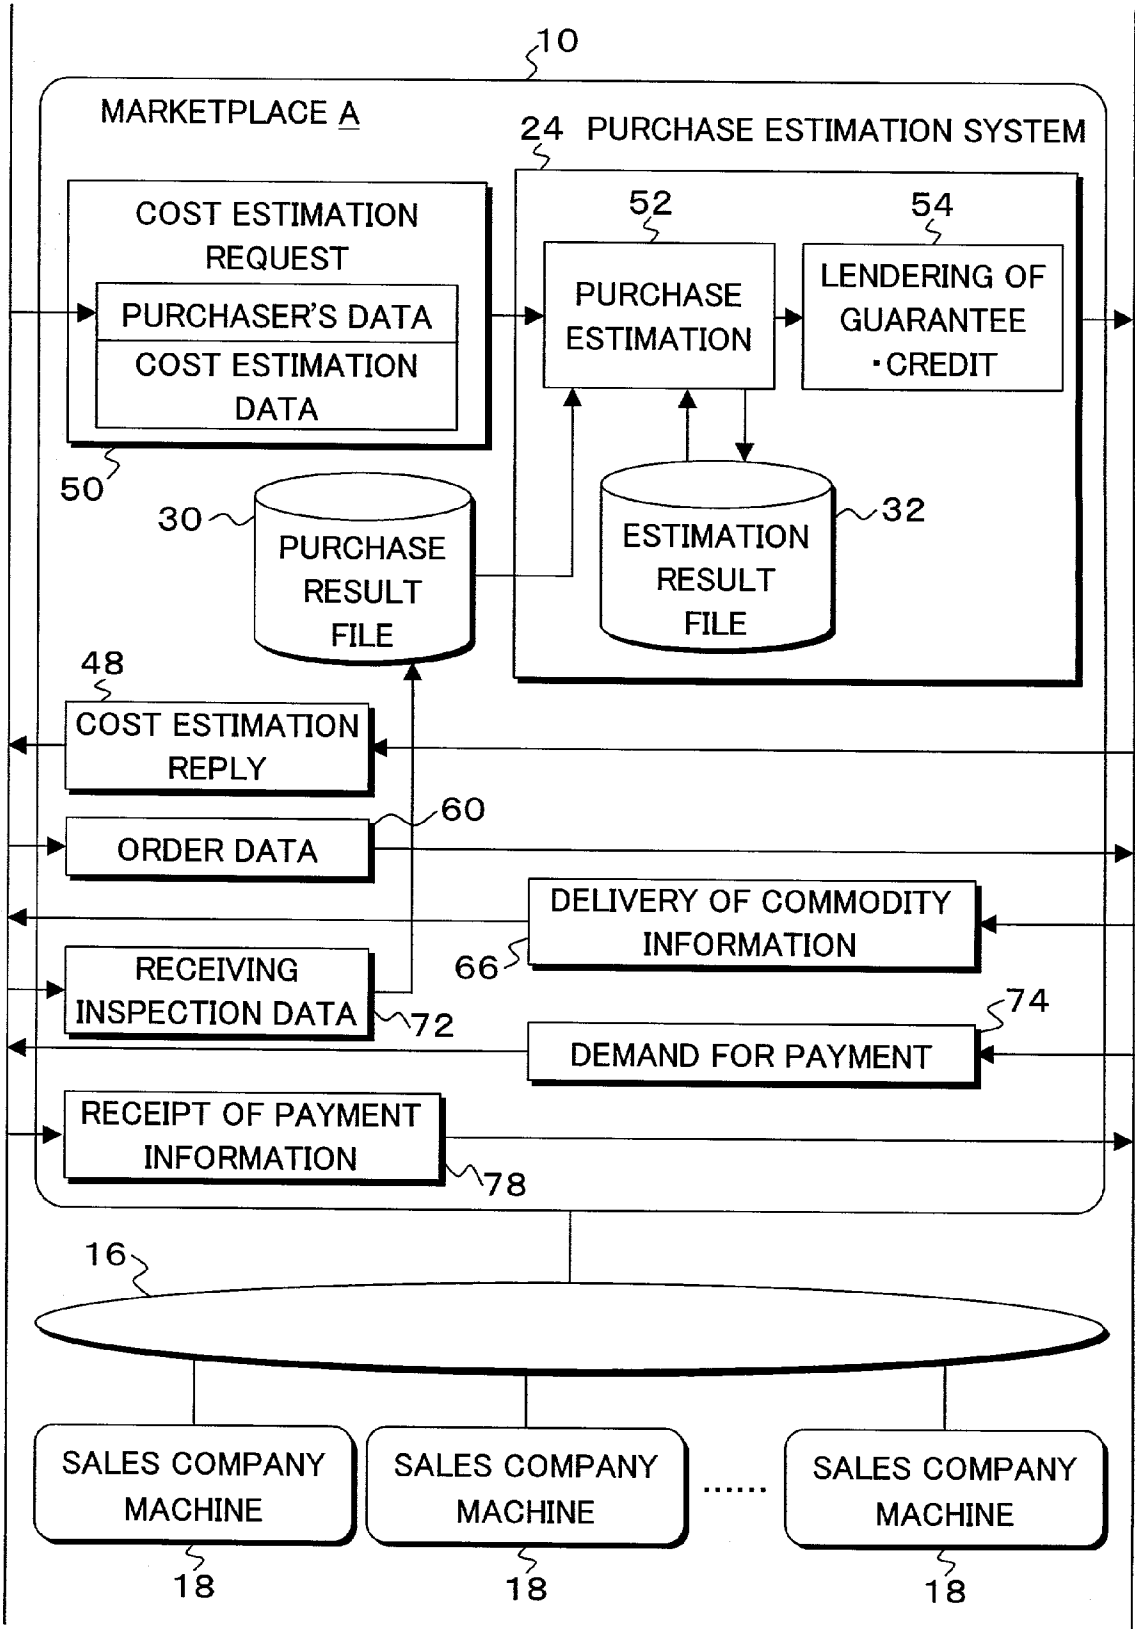 10
MARKETPLACE A
24 PURCHASE ESTIMATION SYSTEM
COST ESTIMATION
REQUEST
PURCHASER'S DATA
COST ESTIMATION
DATA
50
52
PURCHASE
ESTIMATION
54
LENDERING OF
GUARANTEE
・CREDIT
30
PURCHASE
RESULT
FILE
32
ESTIMATION
RESULT
FILE
48
COST ESTIMATION
REPLY
60
ORDER DATA
DELIVERY OF COMMODITY
INFORMATION
66
RECEIVING
INSPECTION DATA
72
74
DEMAND FOR PAYMENT
RECEIPT OF PAYMENT
INFORMATION
78
16
SALES COMPANY
MACHINE
18
SALES COMPANY
MACHINE
18
......
SALES COMPANY
MACHINE
18